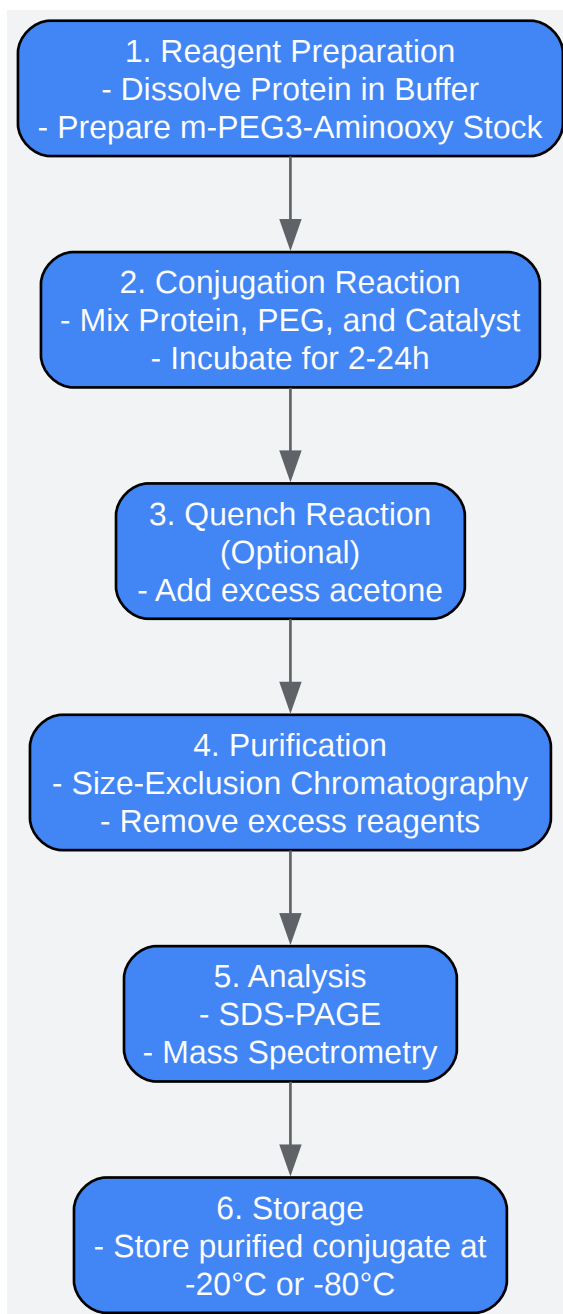 1. Reagent Preparation
- Dissolve Protein in Buffer
- Prepare m-PEG3-Aminooxy Stock
2. Conjugation Reaction
- Mix Protein, PEG, and Catalyst
- Incubate for 2-24h
3. Quench Reaction
(Optional)
- Add excess acetone
4. Purification
- Size-Exclusion Chromatography
- Remove excess reagents
5. Analysis
- SDS-PAGE
- Mass Spectrometry
6. Storage
- Store purified conjugate at
-20°C or -80°C